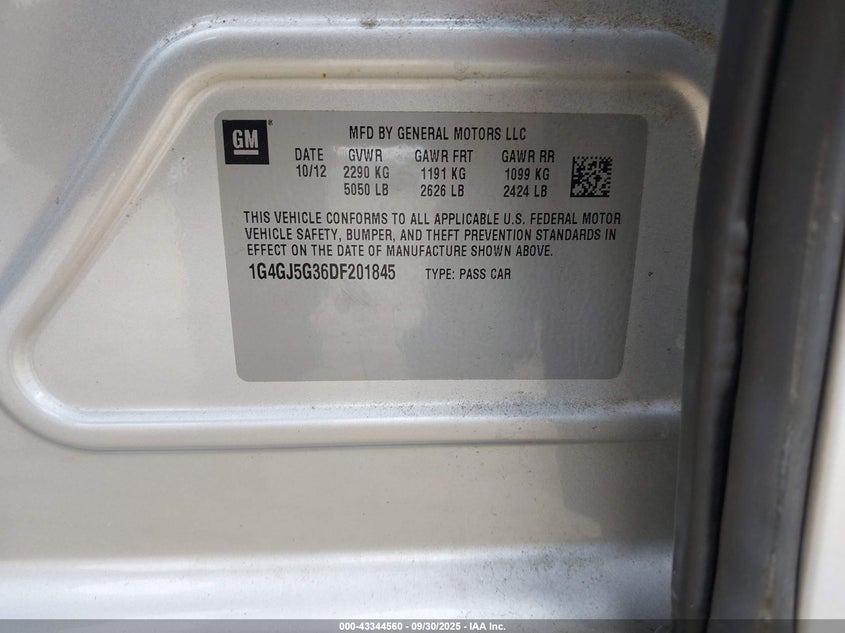 GM
MFD BY GENERAL MOTORS LLC
DATE GVWR GAWR FRT GAWR RR
10/12 2290 KG 1191 KG 1099 KG
5050 LB 2626 LB 2424 LB
THIS VEHICLE CONFORMS TO ALL APPLICABLE U.S. FEDERAL MOTOR
VEHICLE SAFETY, BUMPER, AND THEFT PREVENTION STANDARDS IN
EFFECT ON THE DATE OF MANUFACTURE SHOWN ABOVE.
1G4GJ5G36DF201845 TYPE: PASS CAR
000-43344560 - 09/30/2025 - IAA Inc.